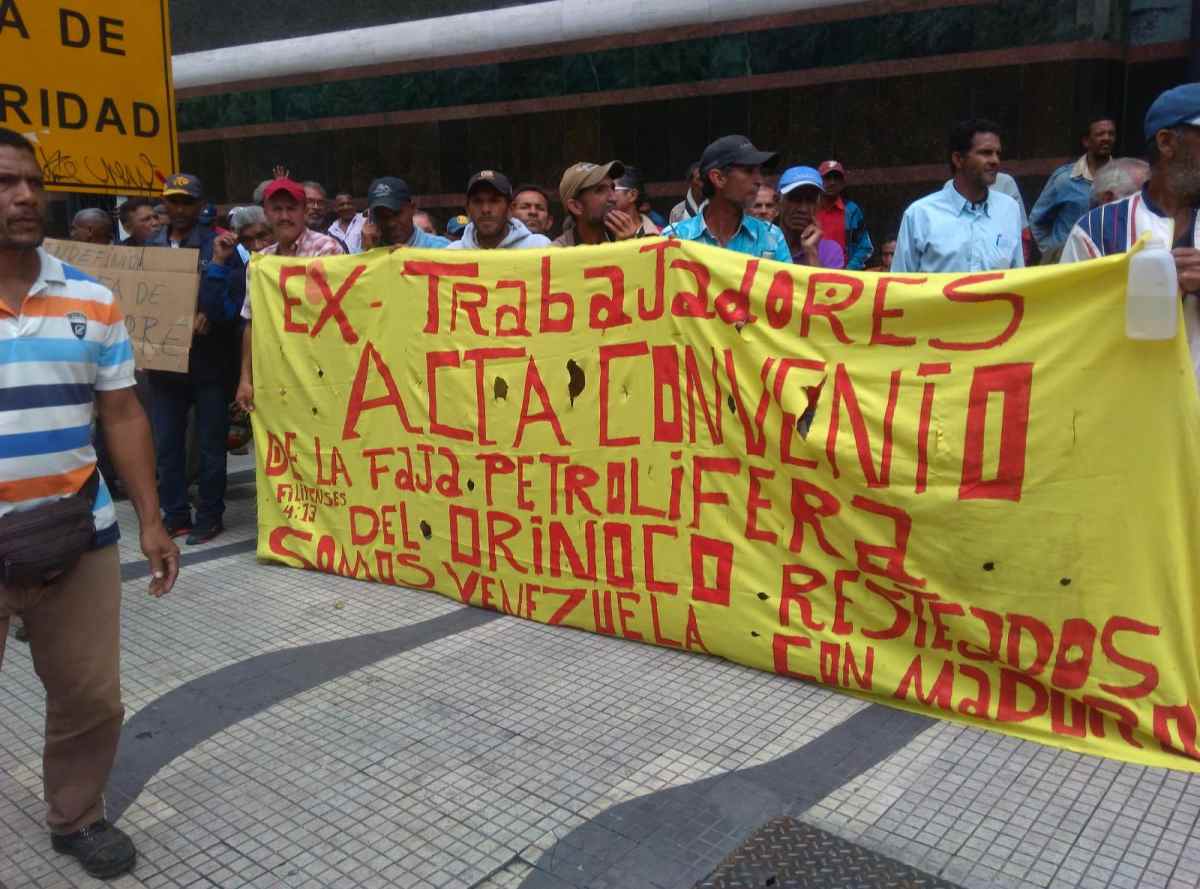 A DE
RIDAD
EX-TrabaJadoRES
ACTA CONVENIO
DE LA FaJa PETROLIFERa
FILIPENSES
4:13
DEL ORINOCO RESTEaDOS
SOMOS VENEZUELA CON MaDURO